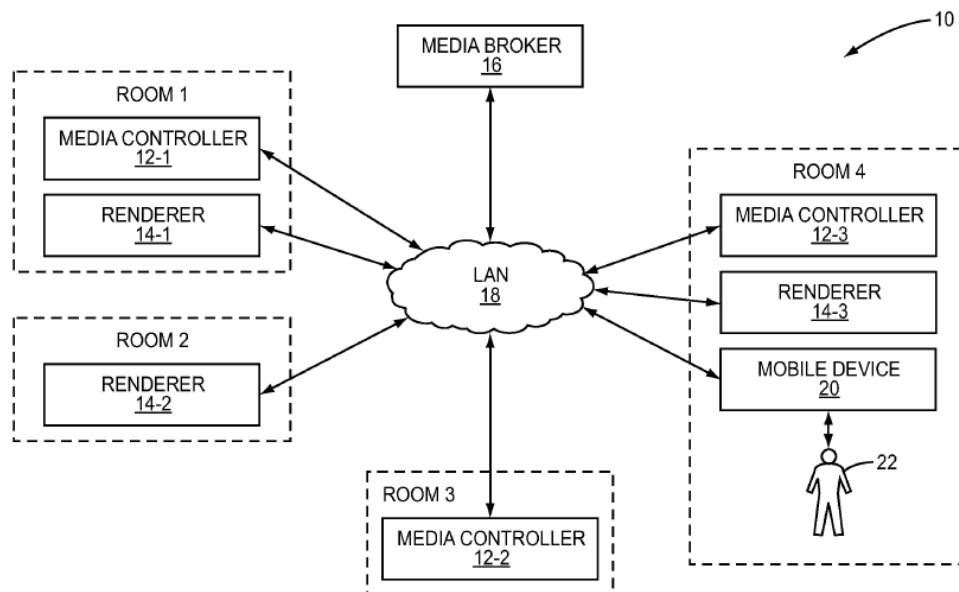 10
MEDIA BROKER
16
ROOM 1
MEDIA CONTROLLER
12-1
RENDERER
14-1
ROOM 2
RENDERER
14-2
LAN
18
ROOM 3
MEDIA CONTROLLER
12-2
ROOM 4
MEDIA CONTROLLER
12-3
RENDERER
14-3
MOBILE DEVICE
20
22